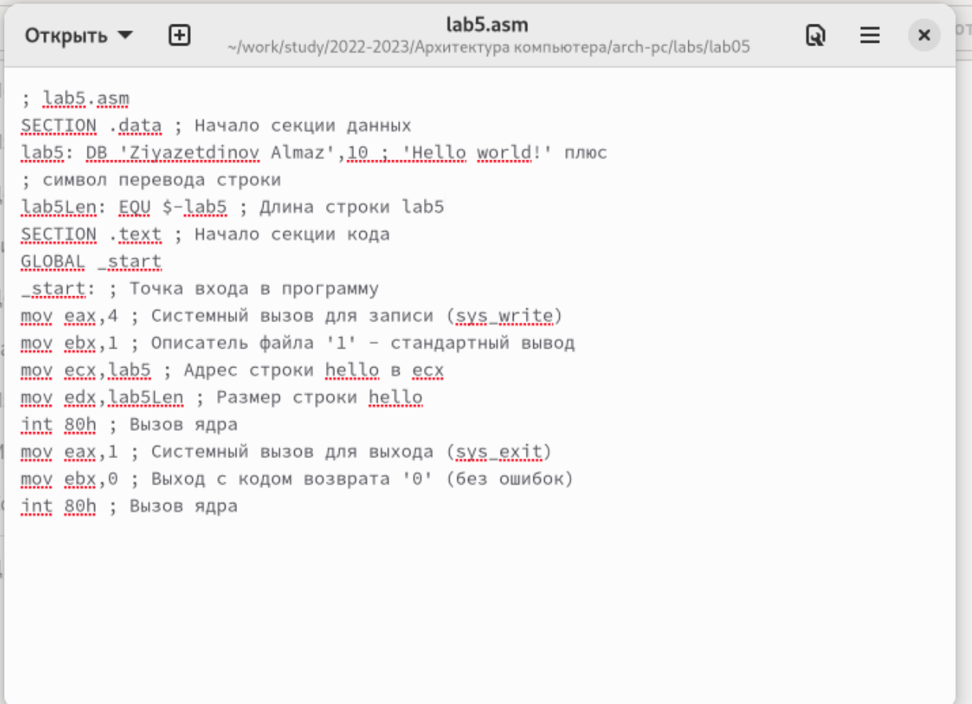 Открыть
lab5.asm
~/work/study/2022-2023/Архитектура компьютера/arch-pc/labs/lab05
; lab5.asm
SECTION .data ; Начало секции данных
lab5: DB 'Ziyazetdinov Almaz',10 ; 'Hello world!' плюс
; символ перевода строки
lab5Len: EQU $-lab5 ; Длина строки lab5
SECTION .text ; Начало секции кода
GLOBAL _start
_start: ; Точка входа в программу
mov eax,4 ; Системный вызов для записи (sys_write)
mov ebx,1 ; Описатель файла '1' - стандартный вывод
mov ecx,lab5 ; Адрес строки hello в ecx
mov edx,lab5Len ; Размер строки hello
int 80h ; Вызов ядра
mov eax,1 ; Системный вызов для выхода (sys_exit)
mov ebx,0 ; Выход с кодом возврата '0' (без ошибок)
int 80h ; Вызов ядра